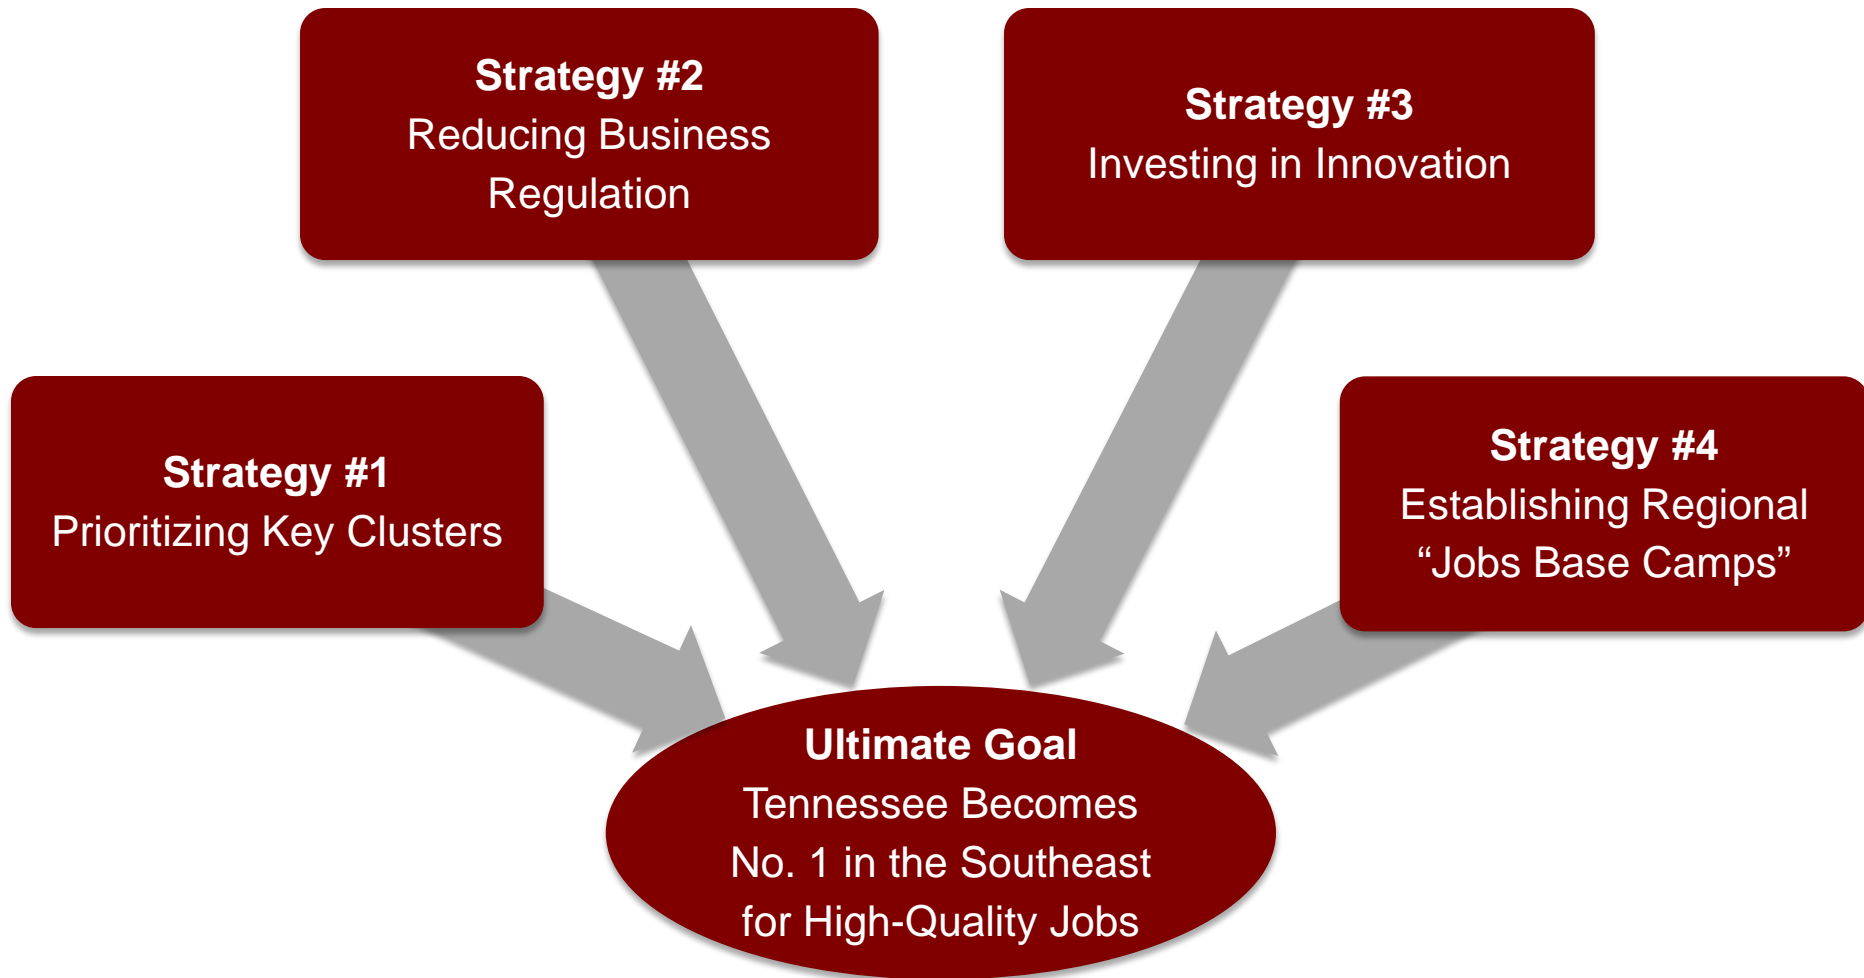 Strategy #2
Reducing Business
Regulation
Strategy #3
Investing in Innovation
Strategy #1
Prioritizing Key Clusters
Strategy #4
Establishing Regional
“Jobs Base Camps”
Ultimate Goal
Tennessee Becomes
No. 1 in the Southeast
for High-Quality Jobs